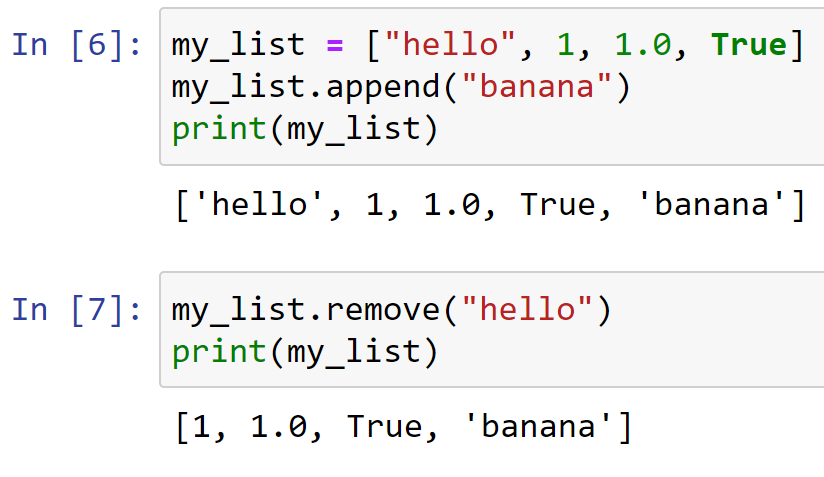 In [6]: my_list = ["hello", 1, 1.0, True]
my_list.append("banana")
print(my_list)
['hello', 1, 1.0, True, 'banana']
In [7]: my_list.remove("hello")
print(my_list)
[1, 1.0, True, 'banana']